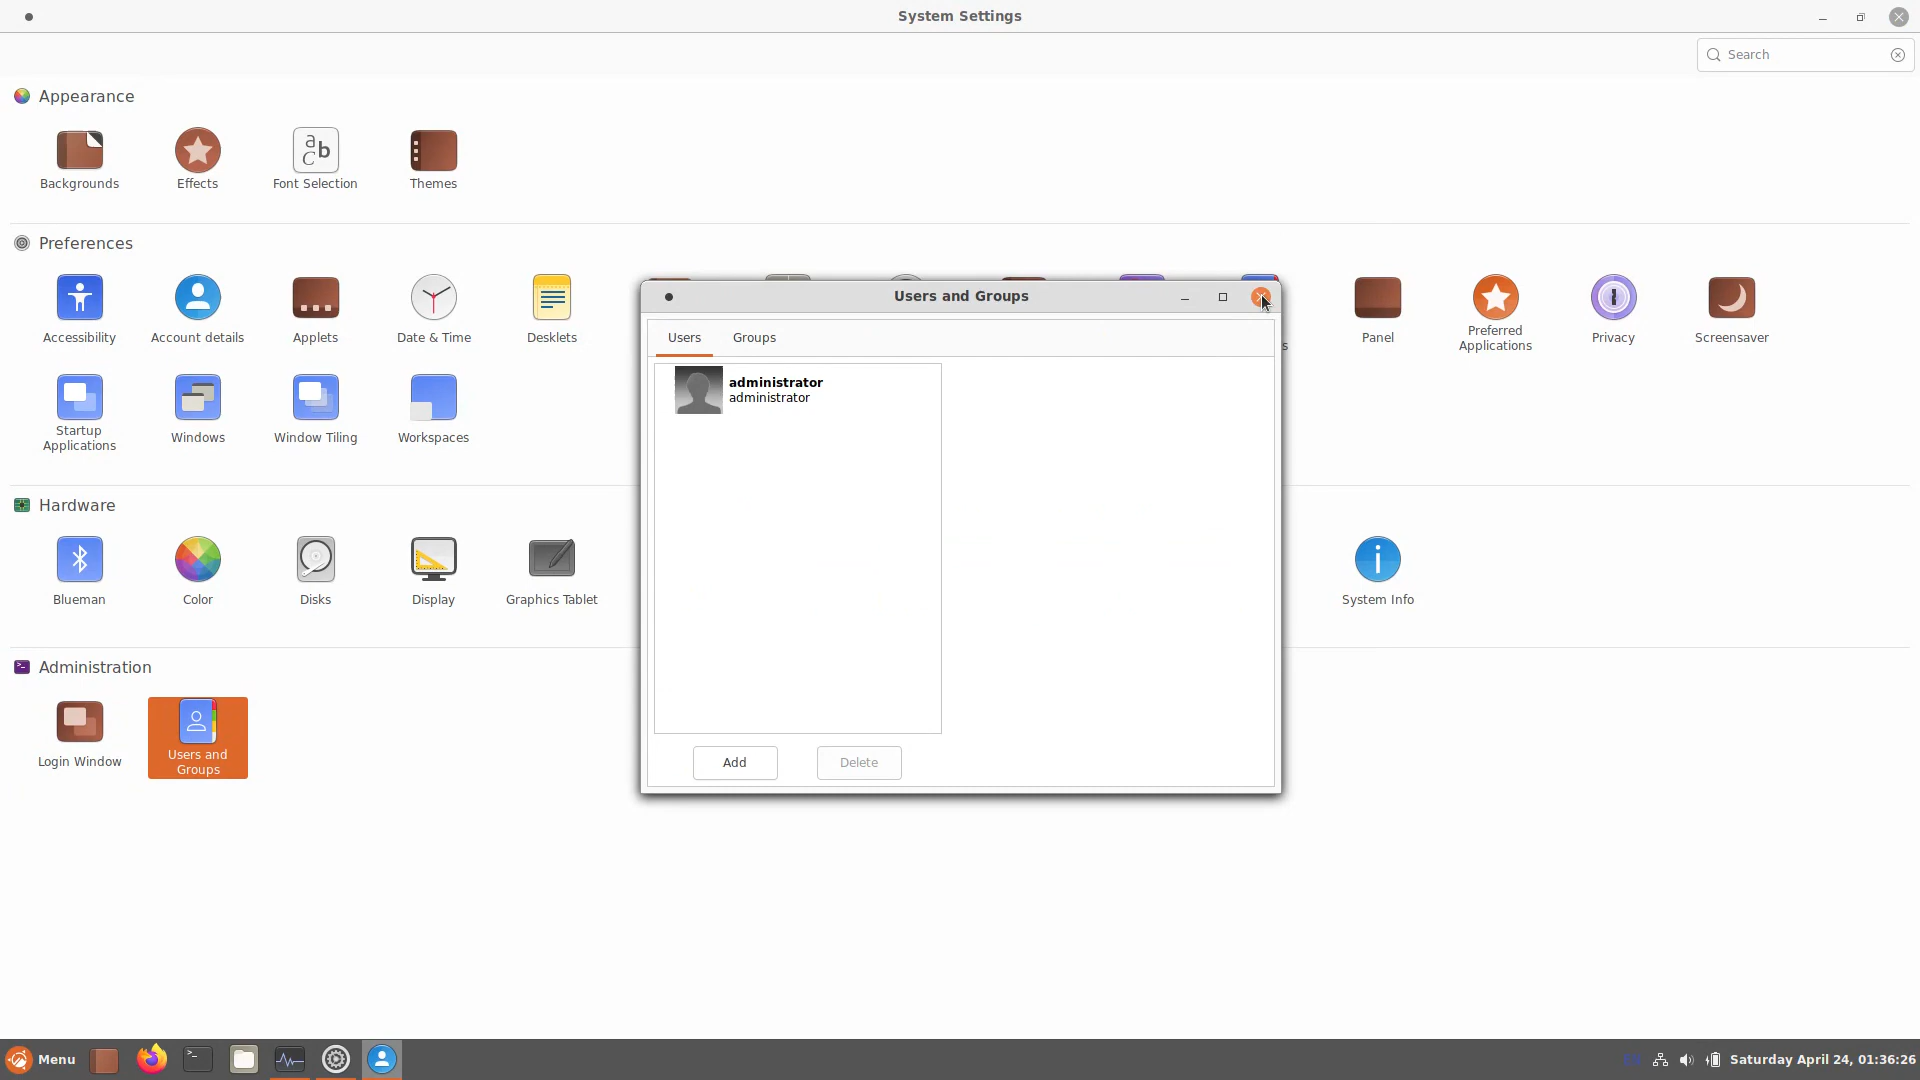 System Settings
Search
Appearance
Backgrounds
Effects
Font Selection
Themes
Preferences
Accessibility
Account details
Applets
Date & Time
Desklets
Panel
Preferred
Applications
Privacy
Screensaver
Startup
Applications
Windows
Window Tiling
Workspaces
Users and Groups
Users
Groups
administrator
administrator
Add
Delete
Hardware
Blueman
Color
Disks
Display
Graphics Tablet
System Info
Administration
Login Window
Users and
Groups
Menu
Saturday April 24, 01:36:26